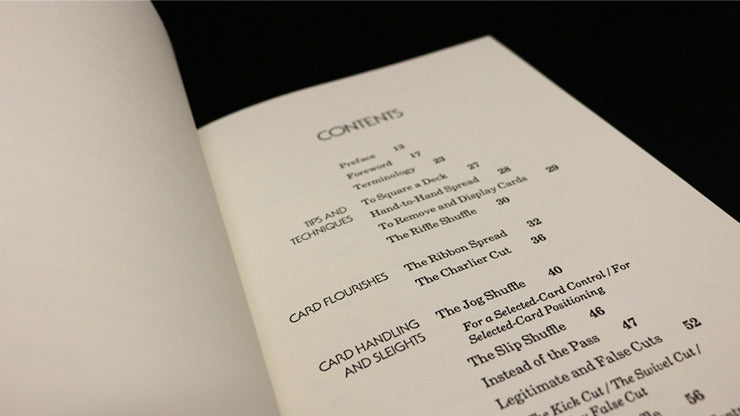 CONTENTS
Preface 13
Foreword 17
Terminology 23
TIPS AND
TECHNIQUES
To Square a Deck 27
Hand-to-Hand Spread 28
To Remove and Display Cards 29
The Riffle Shuffle 30
CARD FLOURISHES
The Ribbon Spread 32
The Charlier Cut 36
CARD HANDLING
AND SLEIGHTS
The Jog Shuffle 40
For a Selected-Card Control / For
Selected-Card Positioning
The Slip Shuffle 46
Instead of the Pass 47
Legitimate and False Cuts 52
The Kick Cut / The Swivel Cut /
False Cut
56